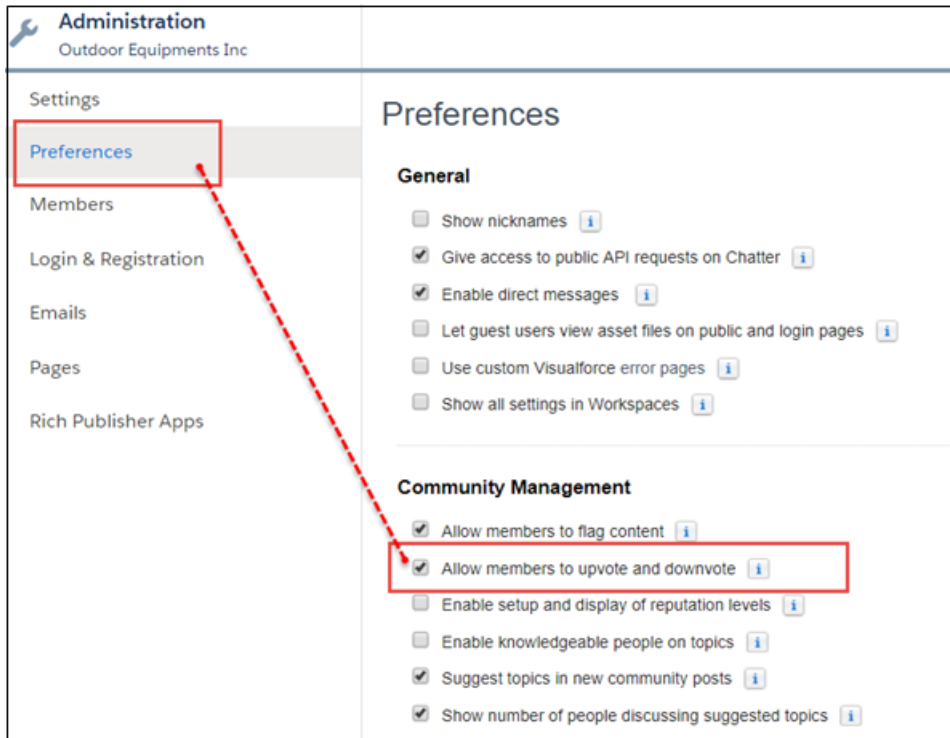 Administration
Outdoor Equipments Inc
Settings
Preferences
Members
Login & Registration
Emails
Pages
Rich Publisher Apps
Preferences
General
Show nicknames i
Give access to public API requests on Chatter i
Enable direct messages i
Let guest users view asset files on public and login pages i
Use custom Visualforce error pages i
Show all settings in Workspaces i
Community Management
Allow members to flag content i
Allow members to upvote and downvote i
Enable setup and display of reputation levels i
Enable knowledgeable people on topics i
Suggest topics in new community posts i
Show number of people discussing suggested topics i